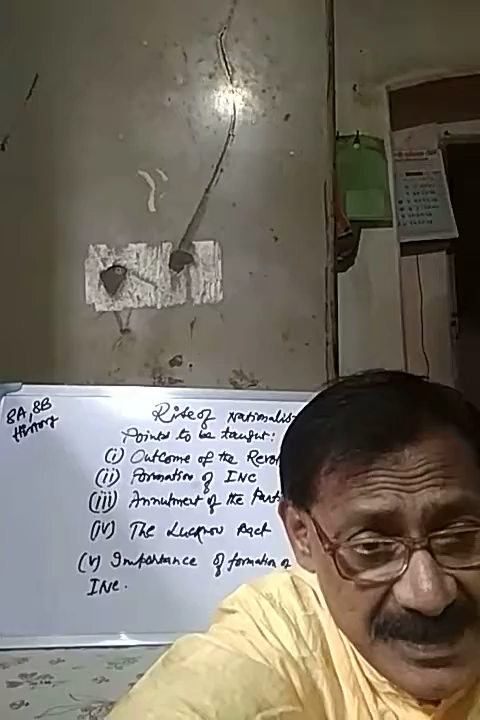 8A, 8B
History
Rise of Nationalis
Points to be taught:
(i) Outcome of the Revol
(ii) Formation of INC
(iii) Annulment of the Parti
(iv) The Lucknow Pact
(v) Importance of formation of
INC.